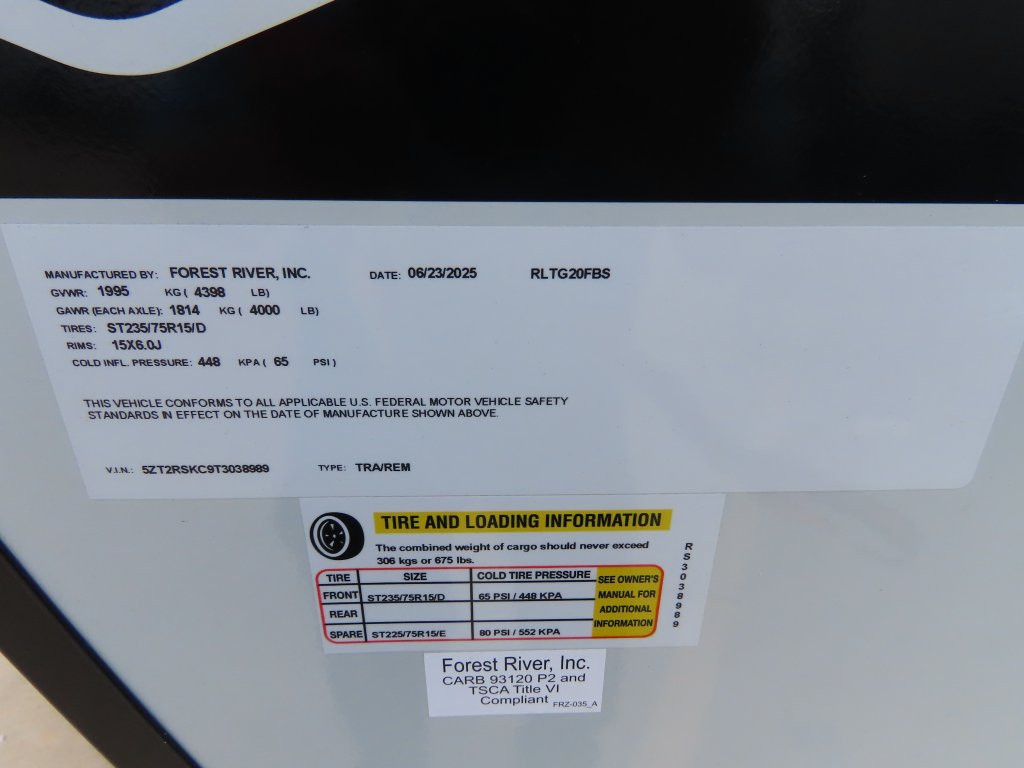 MANUFACTURED BY: FOREST RIVER, INC. DATE: 06/23/2025 RLTG20FBS
GVWR: 1995 KG ( 4398 LB)
GAWR (EACH AXLE): 1814 KG ( 4000 LB)
TIRES: ST235/75R15/D
RIMS: 15X6.0J
COLD INFL. PRESSURE: 448 KPA ( 65 PSI )
THIS VEHICLE CONFORMS TO ALL APPLICABLE U.S. FEDERAL MOTOR VEHICLE SAFETY
STANDARDS IN EFFECT ON THE DATE OF MANUFACTURE SHOWN ABOVE.
V.I.N.: 5ZT2RSKC9T3038989 TYPE: TRA/REM
TIRE AND LOADING INFORMATION
The combined weight of cargo should never exceed
306 kgs or 675 lbs.
TIRE SIZE COLD TIRE PRESSURE SEE OWNER'S
FRONT ST235/75R15/D 65 PSI / 448 KPA MANUAL FOR
REAR ADDITIONAL
SPARE ST225/75R15/E 80 PSI / 552 KPA INFORMATION
RS3038989
Forest River, Inc.
CARB 93120 P2 and
TSCA Title VI
Compliant FRZ-035_A